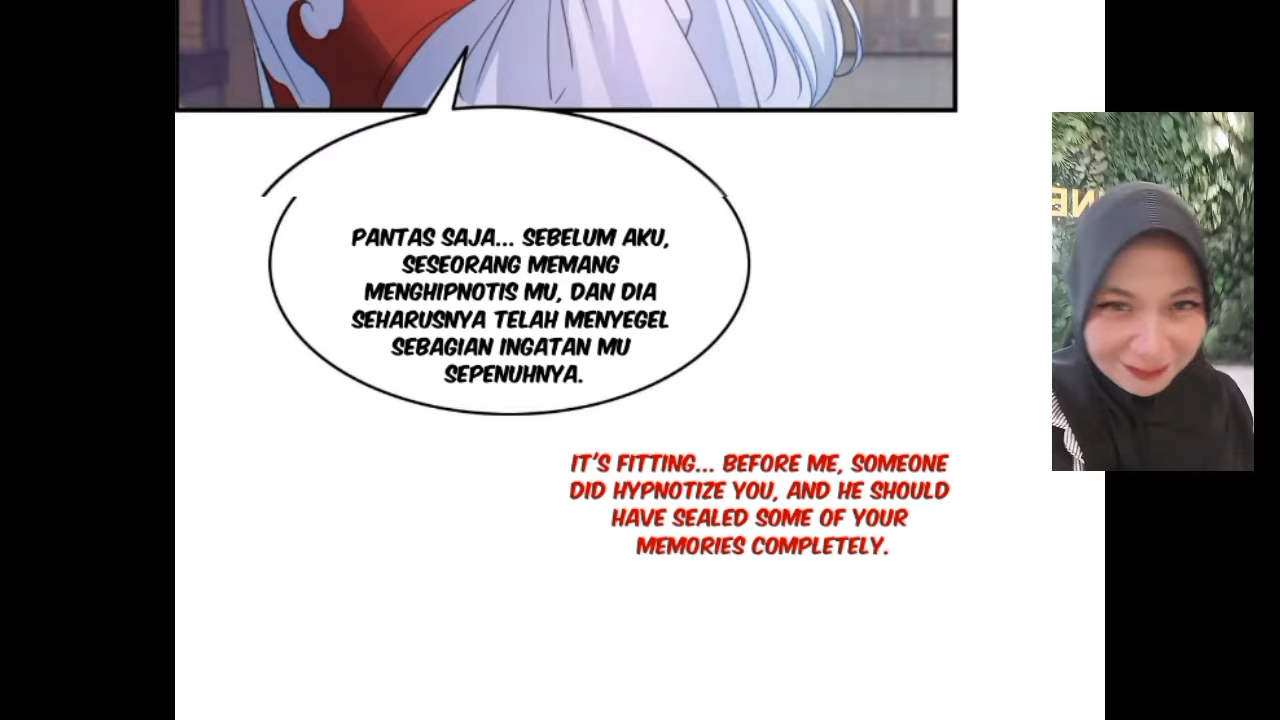 PANTAS SAJA... SEBELUM AKU,
SESEORANG MEMANG
MENGHIPNOTIS MU, DAN DIA
SEHARUSNYA TELAH MENYEGEL
SEBAGIAN INGATAN MU
SEPENUHNYA.
IT'S FITTING... BEFORE ME, SOMEONE
DID HYPNOTIZE YOU, AND HE SHOULD
HAVE SEALED SOME OF YOUR
MEMORIES COMPLETELY.